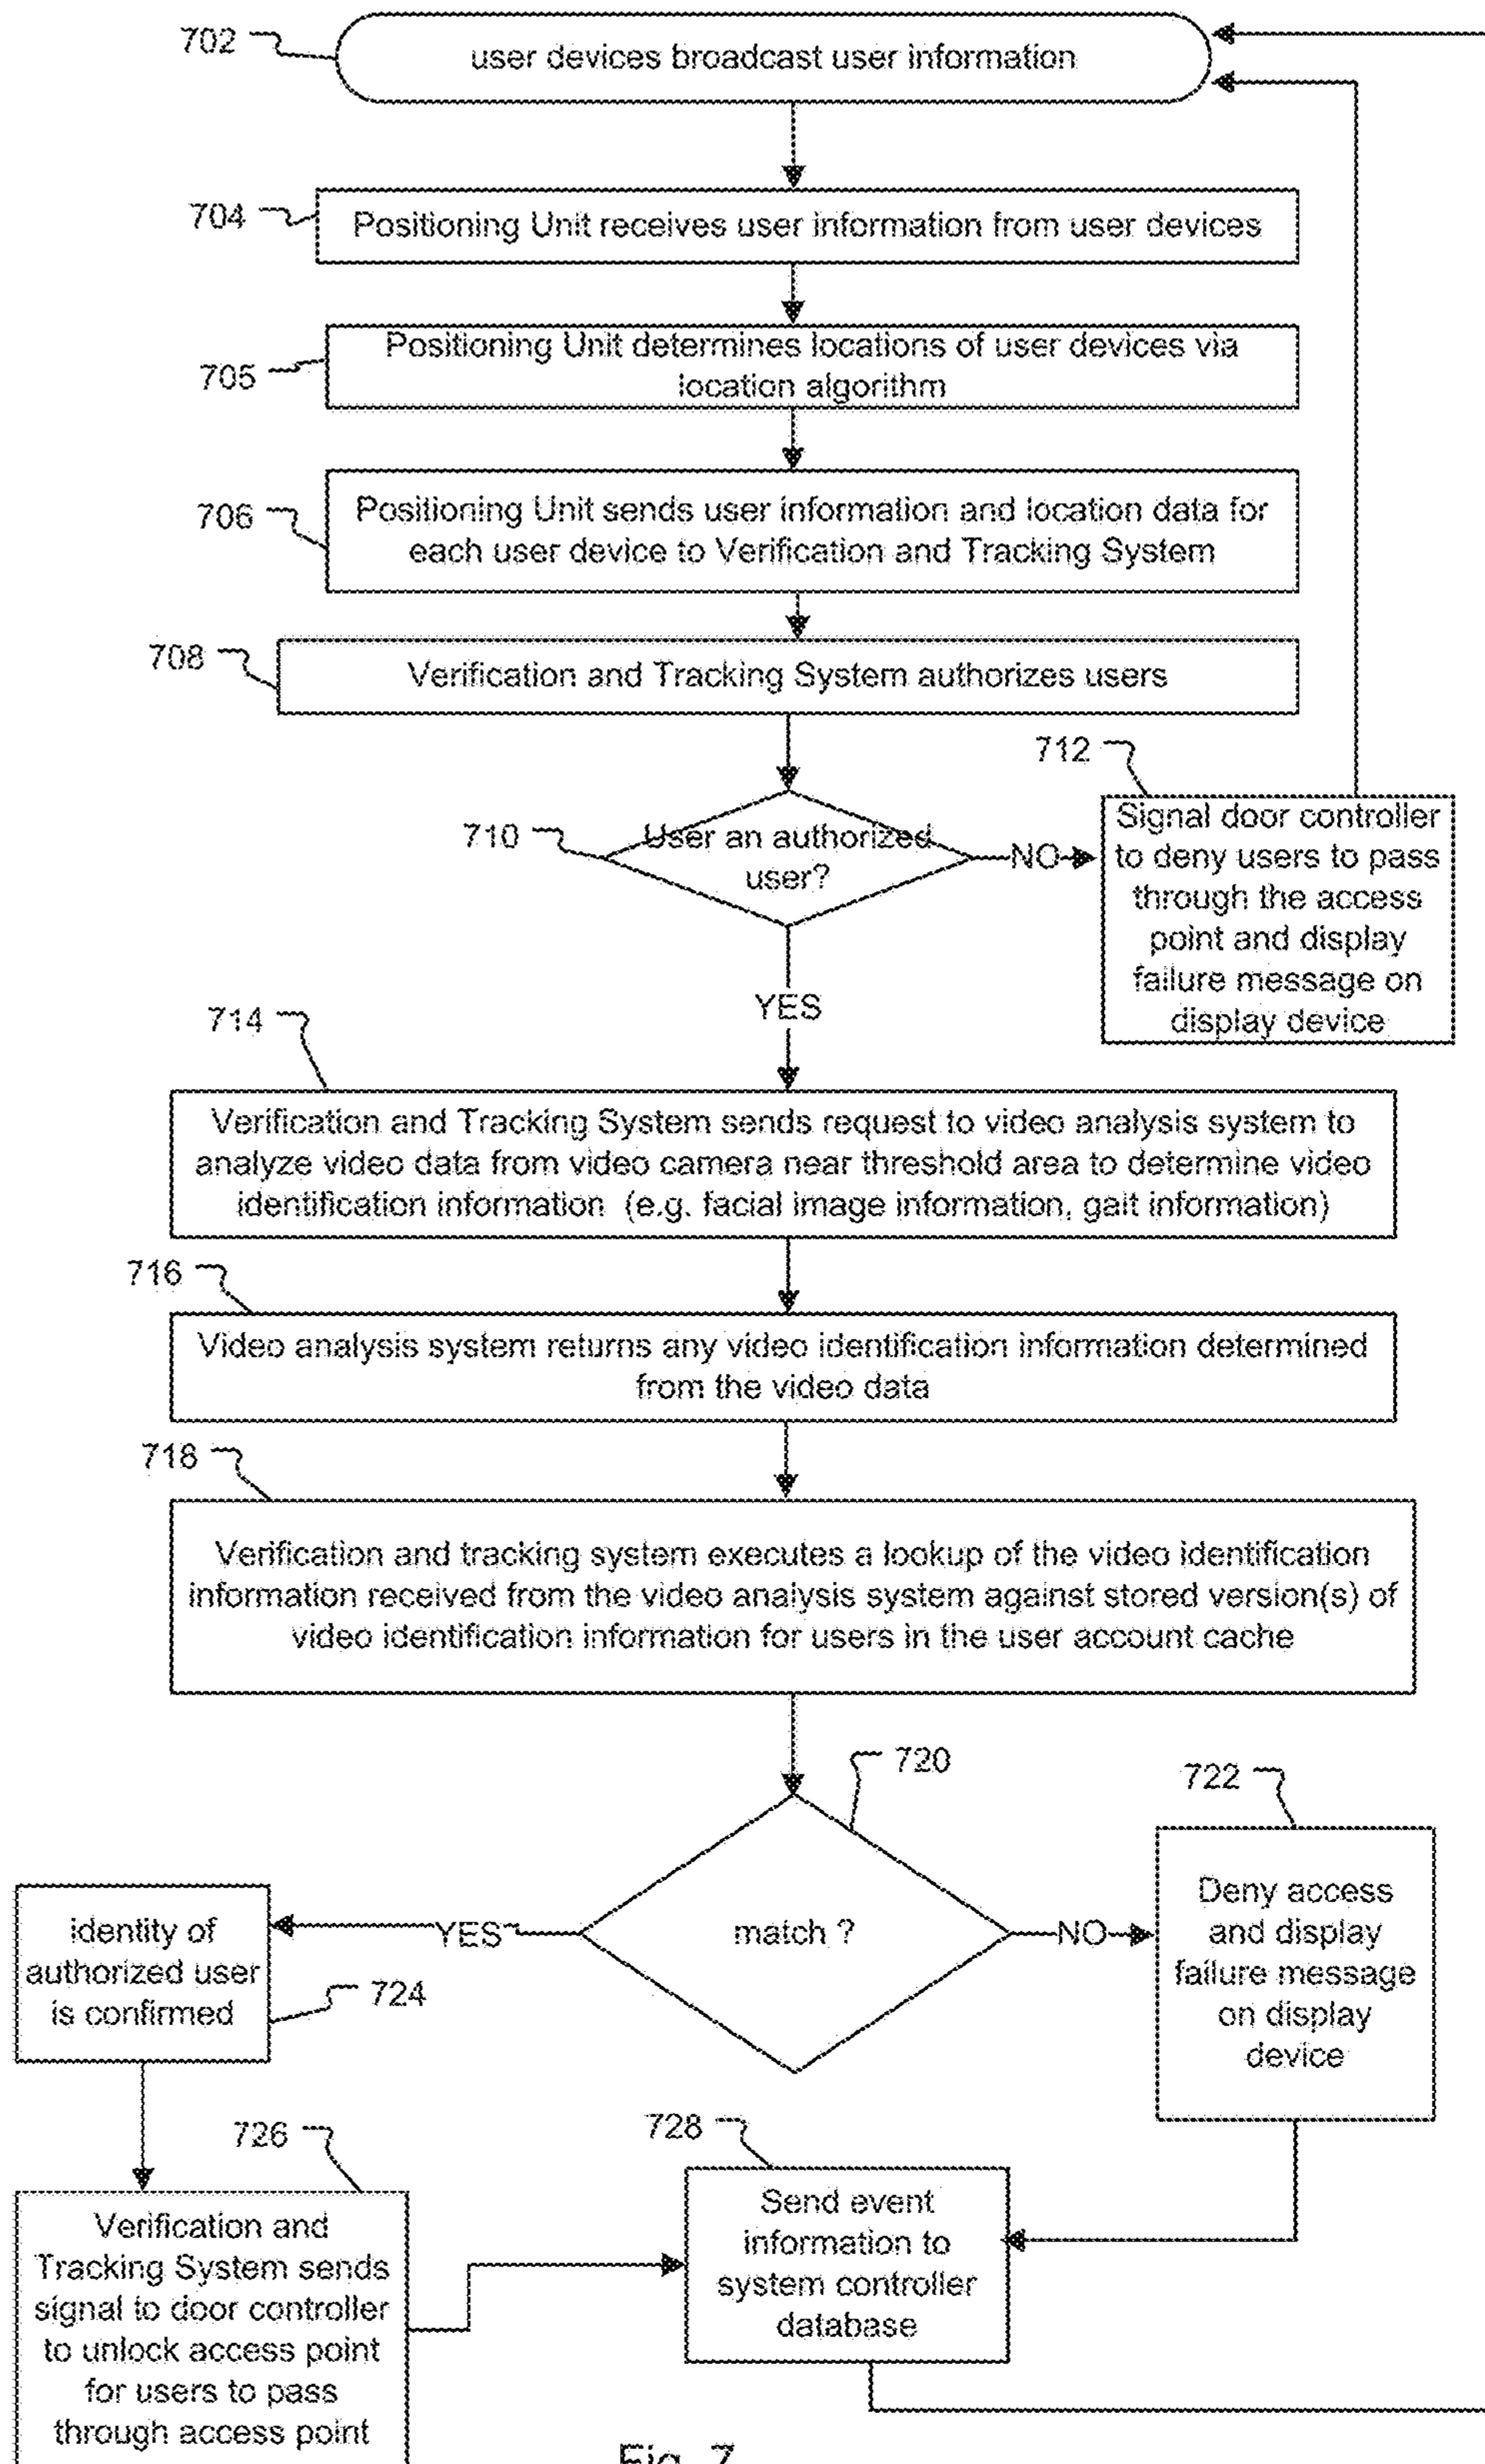 702
user devices broadcast user information
704
Positioning Unit receives user information from user devices
705
Positioning Unit determines locations of user devices via
location algorithm
706
Positioning Unit sends user information and location data for
each user device to Verification and Tracking System
708
Verification and Tracking System authorizes users
710
User an authorized
user?
NO
712
Signal door controller
to deny users to pass
through the access
point and display
failure message on
display device
YES
714
Verification and Tracking System sends request to video analysis system to
analyze video data from video camera near threshold area to determine video
identification information (e.g. facial image information, gait information)
716
Video analysis system returns any video identification information determined
from the video data
718
Verification and tracking system executes a lookup of the video identification
information received from the video analysis system against stored version(s) of
video identification information for users in the user account cache
720
match ?
YES
NO
722
Deny access
and display
failure message
on display
device
identity of
authorized user
is confirmed
724
726
Verification and
Tracking System sends
signal to door controller
to unlock access point
for users to pass
through access point
728
Send event
information to
system controller
database
Fig. 7